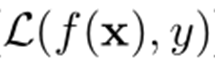 ℒ(f(𝐱), y)